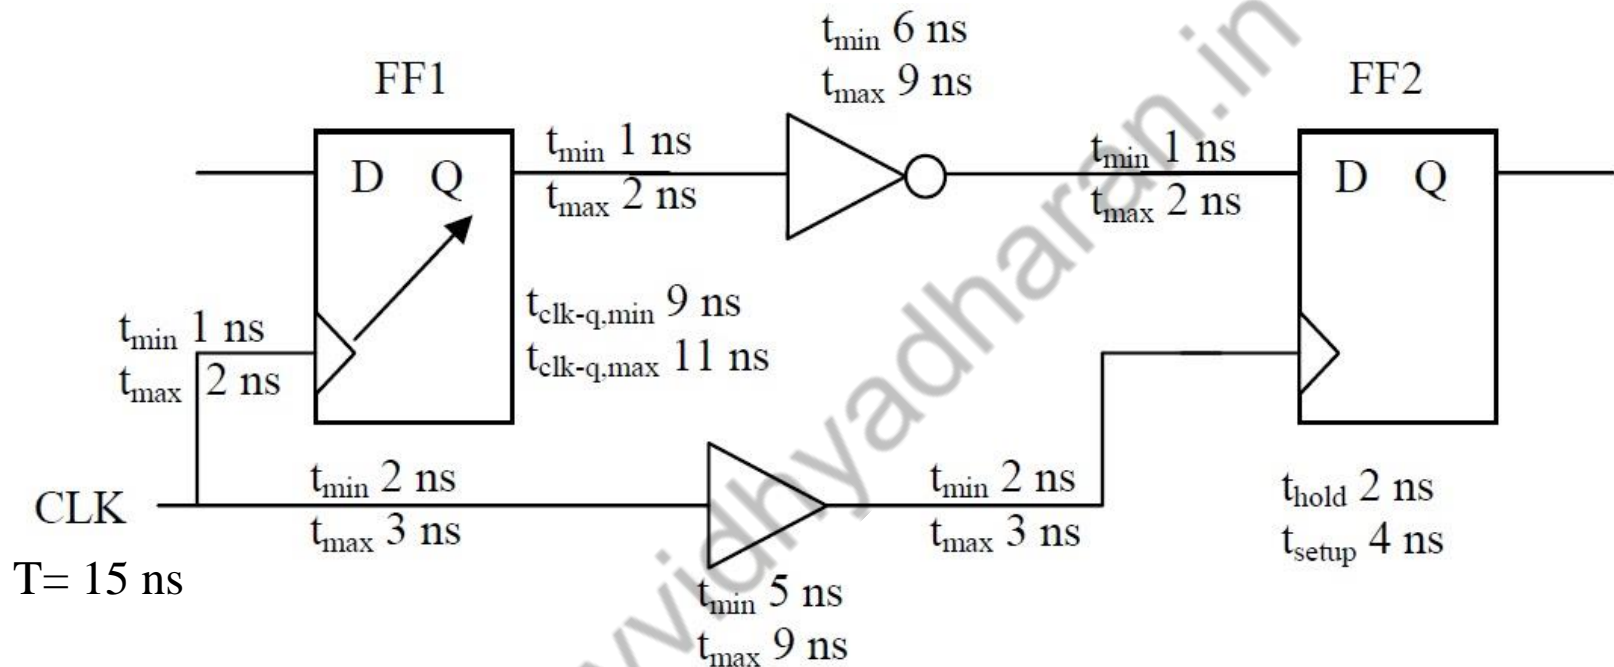 t_min 6 ns
t_max 9 ns
FF1
FF2
t_min 1 ns
t_max 2 ns
t_min 1 ns
t_max 2 ns
D Q
D Q
t_clk-q,min 9 ns
t_clk-q,max 11 ns
t_min 1 ns
t_max 2 ns
t_min 2 ns
t_max 3 ns
t_min 2 ns
t_max 3 ns
t_hold 2 ns
t_setup 4 ns
CLK
T= 15 ns
t_min 5 ns
t_max 9 ns
vidhyadharan.in